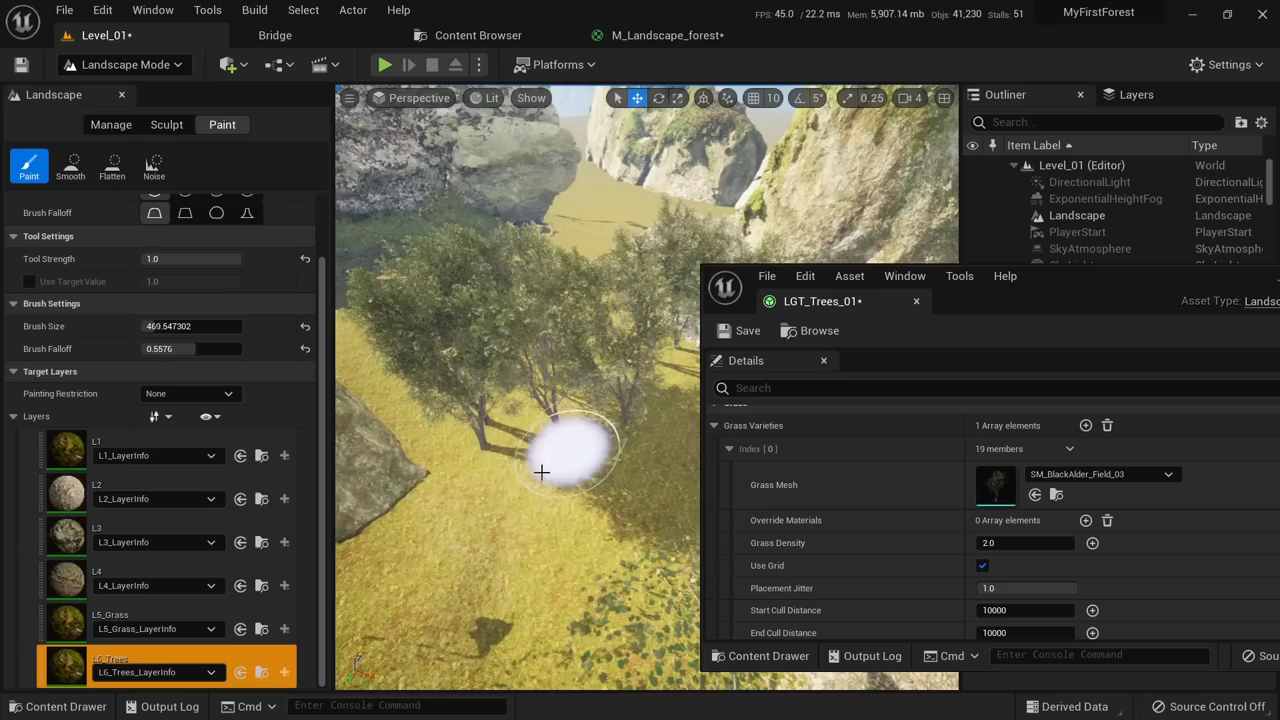 File Edit Window Tools Build Select Actor Help
FPS: 45.0 / 22.2 ms Mem: 5,907.14 mb Objs: 41,230 Stalls: 51
MyFirstForest
Level_01*
Bridge
Content Browser
M_Landscape_forest*
Landscape Mode
Platforms
Settings
Landscape
Manage Sculpt Paint
Paint Smooth Flatten Noise
Brush Falloff
Tool Settings
Tool Strength 1.0
Use Target Value 1.0
Brush Settings
Brush Size 469.547302
Brush Falloff 0.5576
Target Layers
Painting Restriction None
Layers
L1
L1_LayerInfo
L2
L2_LayerInfo
L3
L3_LayerInfo
L4
L4_LayerInfo
L5_Grass
L5_Grass_LayerInfo
L6_Trees
L6_Trees_LayerInfo
Perspective Lit Show
10 5° 0.25 4
Outliner Layers
Search...
Item Label Type
Level_01 (Editor) World
DirectionalLight DirectionalLi
ExponentialHeightFog ExponentialH
Landscape Landscape
PlayerStart PlayerStart
SkyAtmosphere SkyAtmosph
File Edit Asset Window Tools Help
LGT_Trees_01*
Asset Type: Landsc
Save Browse
Details
Search
Grass Varieties 1 Array elements
Index [ 0 ] 19 members
Grass Mesh SM_BlackAlder_Field_03
Override Materials 0 Array elements
Grass Density 2.0
Use Grid
Placement Jitter 1.0
Start Cull Distance 10000
End Cull Distance 10000
Content Drawer Output Log Cmd Enter Console Command Sou
Content Drawer Output Log Cmd Enter Console Command
Derived Data Source Control Off